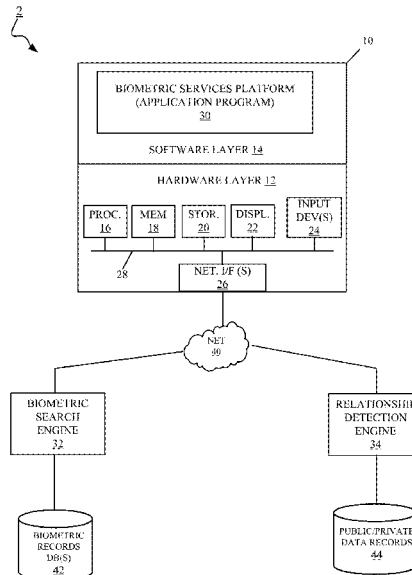 2
10
BIOMETRIC SERVICES PLATFORM
(APPLICATION PROGRAM)
30
SOFTWARE LAYER 14
HARDWARE LAYER 12
PROC.
16
MEM
18
STOR.
20
DISPL.
22
INPUT
DEV(S)
24
28
NET. I/F (S)
26
NET
40
BIOMETRIC
SEARCH
ENGINE
32
RELATIONSHIP
DETECTION
ENGINE
34
BIOMETRIC
RECORDS
DB(S)
42
PUBLIC/PRIVATE
DATA RECORDS
44